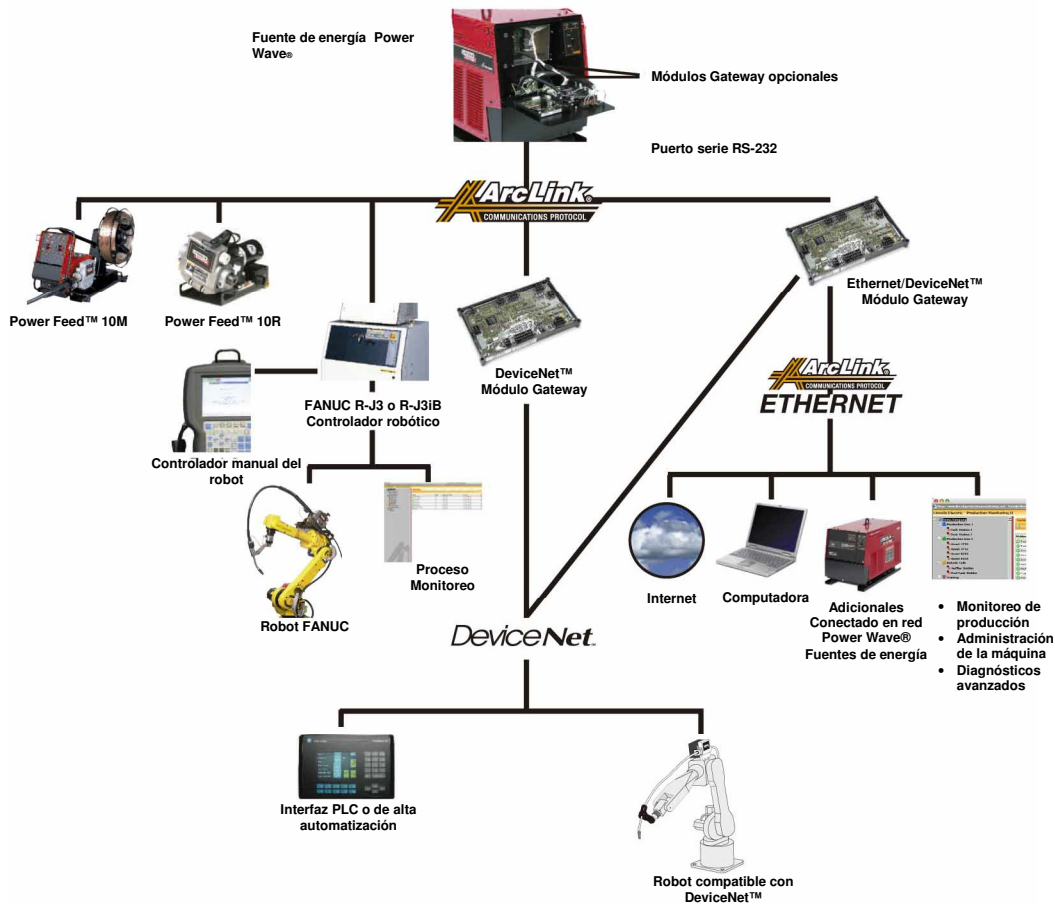 Fuente de energía Power
Wave®
Módulos Gateway opcionales
Puerto serie RS-232
ArcLink®
COMMUNICATIONS PROTOCOL
Power Feed™ 10M
Power Feed™ 10R
Ethernet/DeviceNet™
Módulo Gateway
DeviceNet™
Módulo Gateway
FANUC R-J3 o R-J3iB
Controlador robótico
ArcLink®
COMMUNICATIONS PROTOCOL
ETHERNET
Controlador manual del
robot
Proceso
Monitoreo
Robot FANUC
Internet
Computadora
Adicionales
Conectado en red
Power Wave®
Fuentes de energía
• Monitoreo de
producción
• Administración
de la máquina
• Diagnósticos
avanzados
DeviceNet™
Interfaz PLC o de alta
automatización
Robot compatible con
DeviceNet™